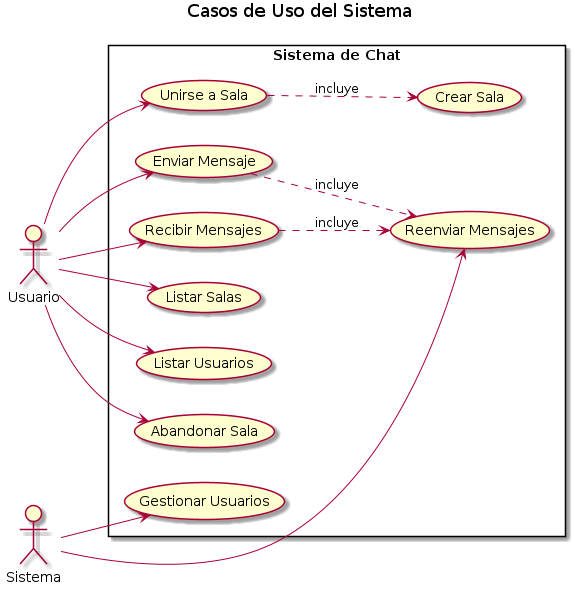 Casos de Uso del Sistema
Sistema de Chat
Unirse a Sala
incluye
Crear Sala
Enviar Mensaje
incluye
Recibir Mensajes
incluye
Reenviar Mensajes
Usuario
Listar Salas
Listar Usuarios
Abandonar Sala
Gestionar Usuarios
Sistema